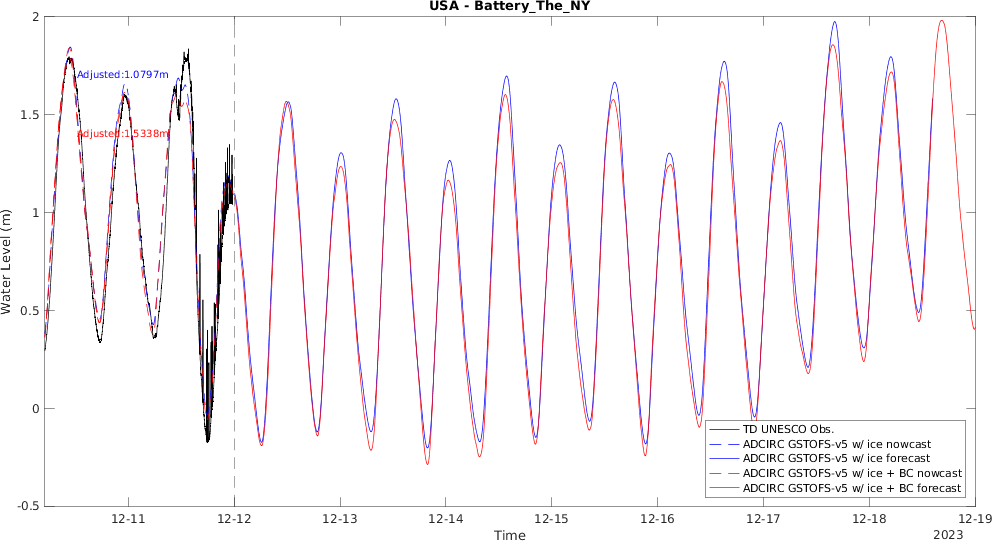 USA - Battery_The_NY
2
1.5
1
0.5
0
-0.5
Water Level (m)
Adjusted:1.0797m
Adjusted:1.5338m
TD UNESCO Obs.
ADCIRC GSTOFS-v5 w/ ice nowcast
ADCIRC GSTOFS-v5 w/ ice forecast
ADCIRC GSTOFS-v5 w/ ice + BC nowcast
ADCIRC GSTOFS-v5 w/ ice + BC forecast
12-11 12-12 12-13 12-14 12-15 12-16 12-17 12-18 12-19
Time
2023